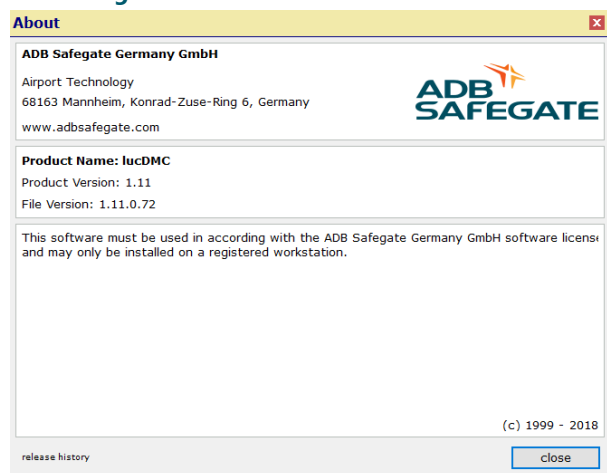 About
ADB Safegate Germany GmbH
Airport Technology
68163 Mannheim, Konrad-Zuse-Ring 6, Germany
www.adbsafegate.com
ADB
SAFEGATE
Product Name: lucDMC
Product Version: 1.11
File Version: 1.11.0.72
This software must be used in according with the ADB Safegate Germany GmbH software license
and may only be installed on a registered workstation.
(c) 1999 - 2018
release history
close